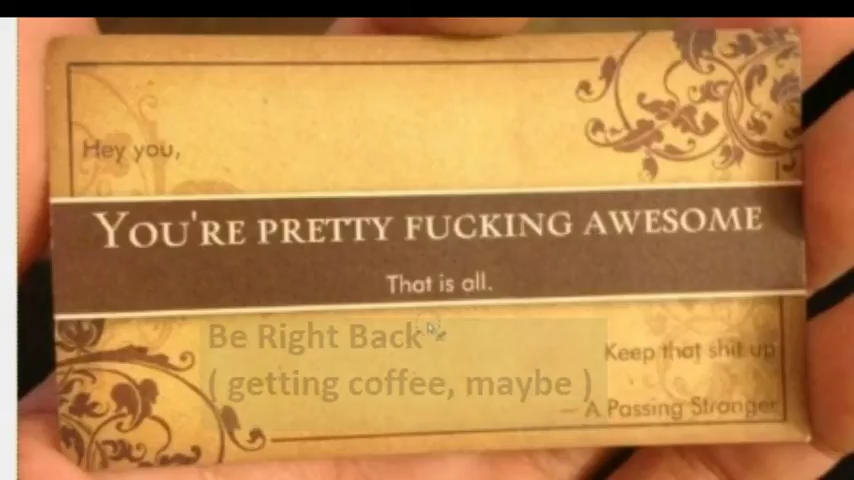 Hey you,
You're pretty fucking awesome
That is all.
Be Right Back
( getting coffee, maybe )
Keep that shit up
— A Passing Stranger